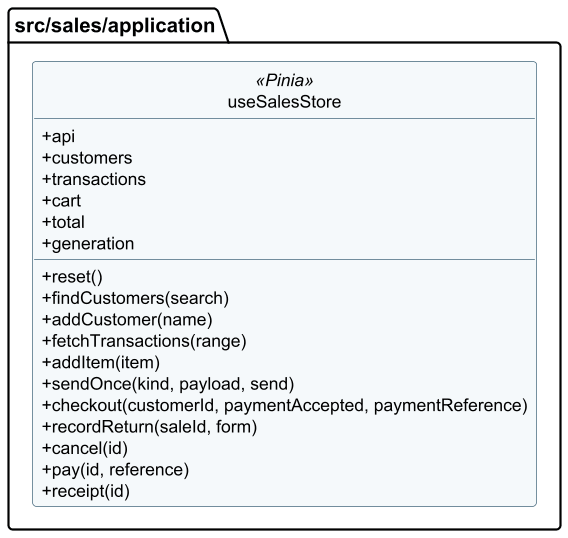 src/sales/application
«Pinia»
useSalesStore
+api
+customers
+transactions
+cart
+total
+generation
+reset()
+findCustomers(search)
+addCustomer(name)
+fetchTransactions(range)
+addItem(item)
+sendOnce(kind, payload, send)
+checkout(customerId, paymentAccepted, paymentReference)
+recordReturn(saleId, form)
+cancel(id)
+pay(id, reference)
+receipt(id)